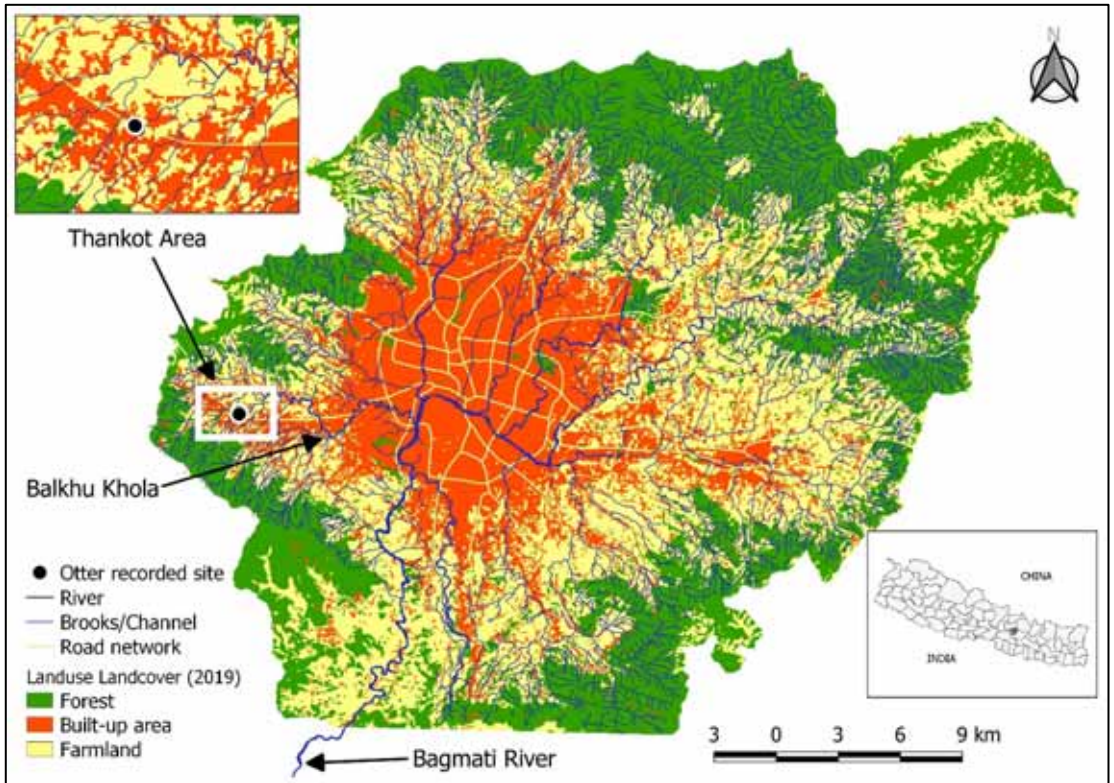 N
Thankot Area
Balkhu Khola
Otter recorded site
River
Brooks/Channel
Road network
Landuse Landcover (2019)
Forest
Built-up area
Farmland
Bagmati River
CHINA
INDIA
3 0 3 6 9 km